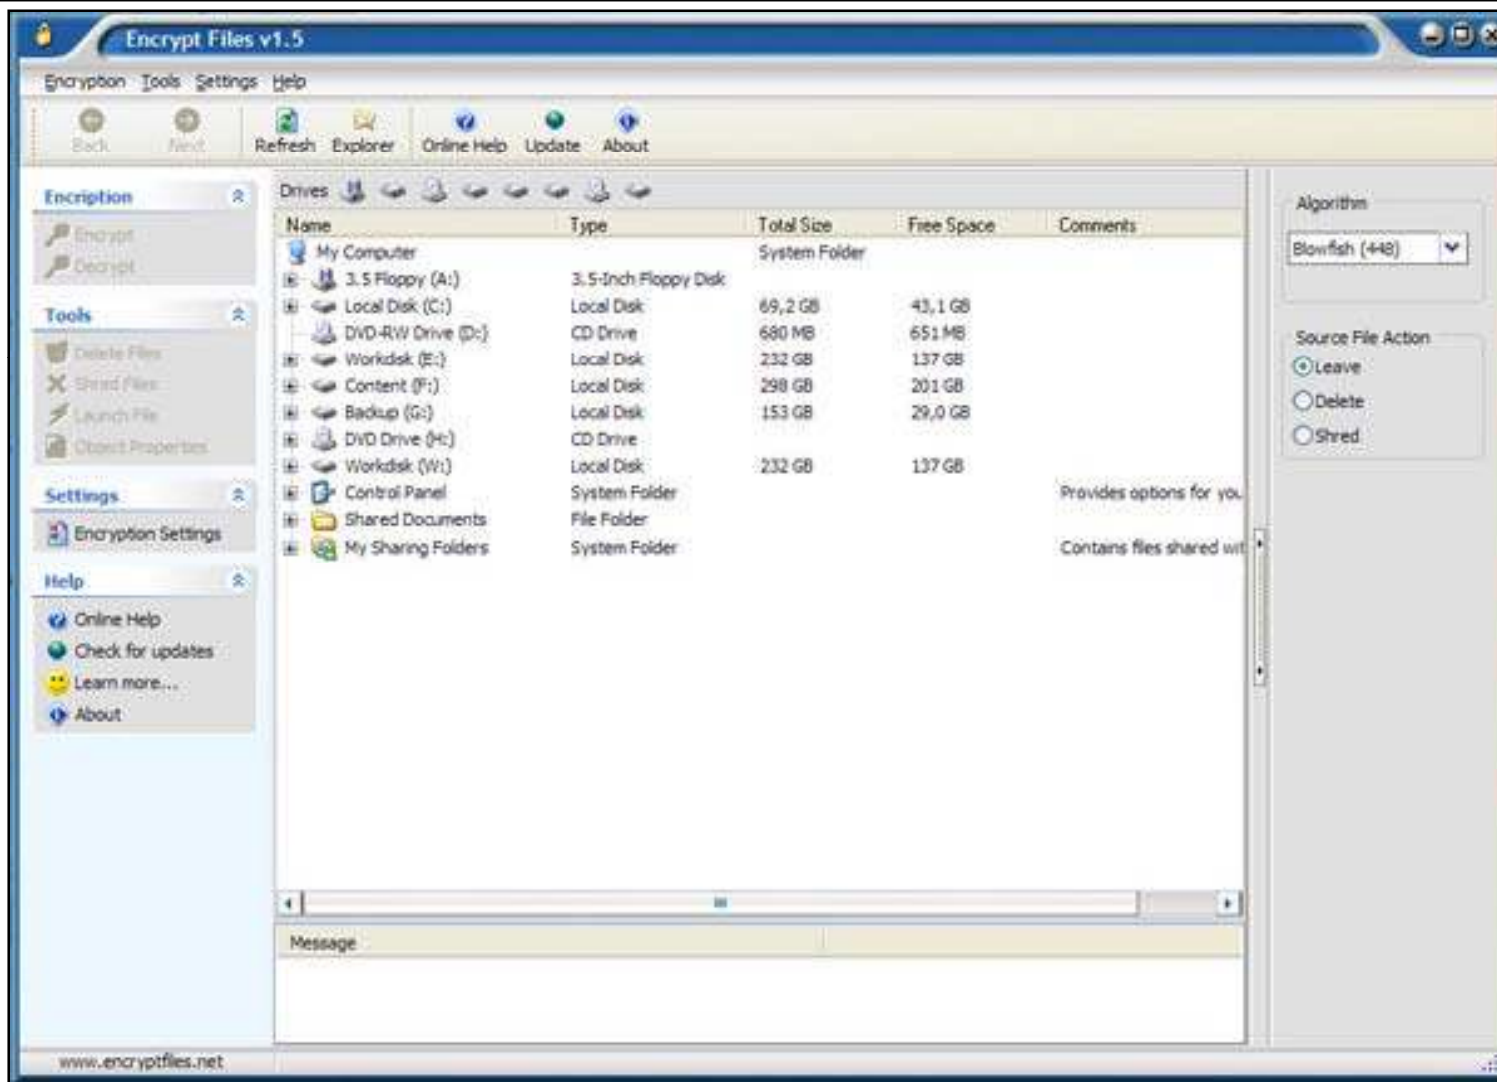 Encrypt Files v1.5
Encryption Tools Settings Help
Back Next Refresh Explorer Online Help Update About
Encription
Encrypt
Decrypt
Tools
Delete Files
Shred Files
Launch File
Object Properties
Settings
Encryption Settings
Help
Online Help
Check for updates
Learn more...
About
Drives
Name Type Total Size Free Space Comments
My Computer System Folder
3.5 Floppy (A:) 3.5-Inch Floppy Disk
Local Disk (C:) Local Disk 69,2 GB 43,1 GB
DVD-RW Drive (D:) CD Drive 680 MB 651 MB
Workdisk (E:) Local Disk 232 GB 137 GB
Content (F:) Local Disk 298 GB 201 GB
Backup (G:) Local Disk 153 GB 29,0 GB
DVD Drive (H:) CD Drive
Workdisk (W:) Local Disk 232 GB 137 GB
Control Panel System Folder Provides options for you
Shared Documents File Folder
My Sharing Folders System Folder Contains files shared wit
Message
Algorithm
Blowfish (448)
Source File Action
Leave
Delete
Shred
www.encryptfiles.net